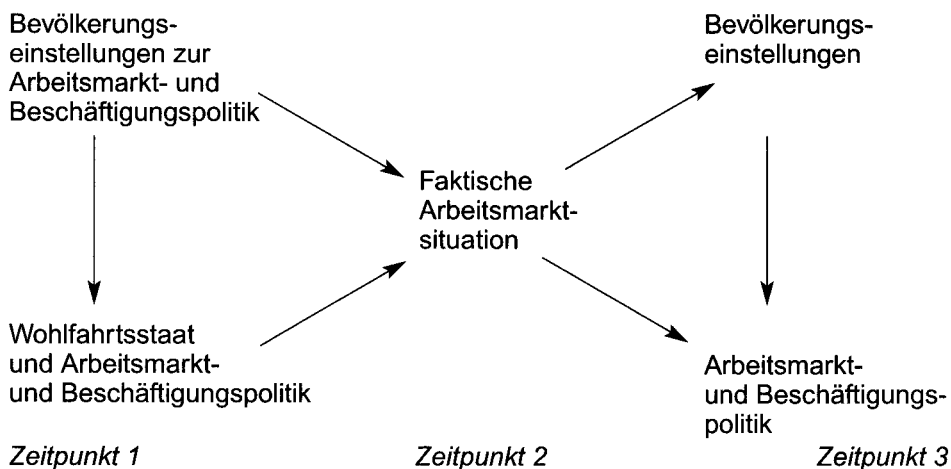 Bevölkerungs-
einstellungen zur
Arbeitsmarkt- und
Beschäftigungspolitik
Bevölkerungs-
einstellungen
Faktische
Arbeitsmarkt-
situation
Wohlfahrtsstaat
und Arbeitsmarkt-
und Beschäftigungspolitik
Arbeitsmarkt-
und Beschäftigungs-
politik
Zeitpunkt 1
Zeitpunkt 2
Zeitpunkt 3